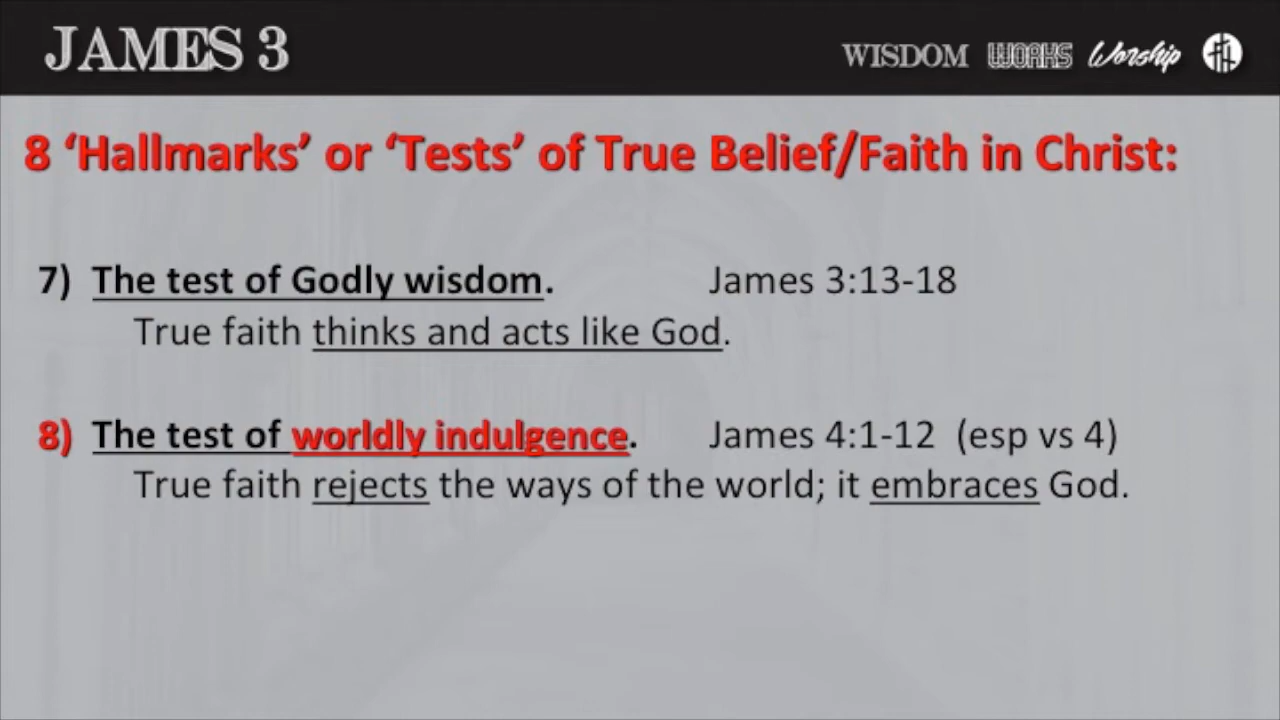 JAMES 3
WISDOM WORKS Worship
8 ‘Hallmarks’ or ‘Tests’ of True Belief/Faith in Christ:
7) The test of Godly wisdom. James 3:13-18
True faith thinks and acts like God.
8) The test of worldly indulgence. James 4:1-12 (esp vs 4)
True faith rejects the ways of the world; it embraces God.